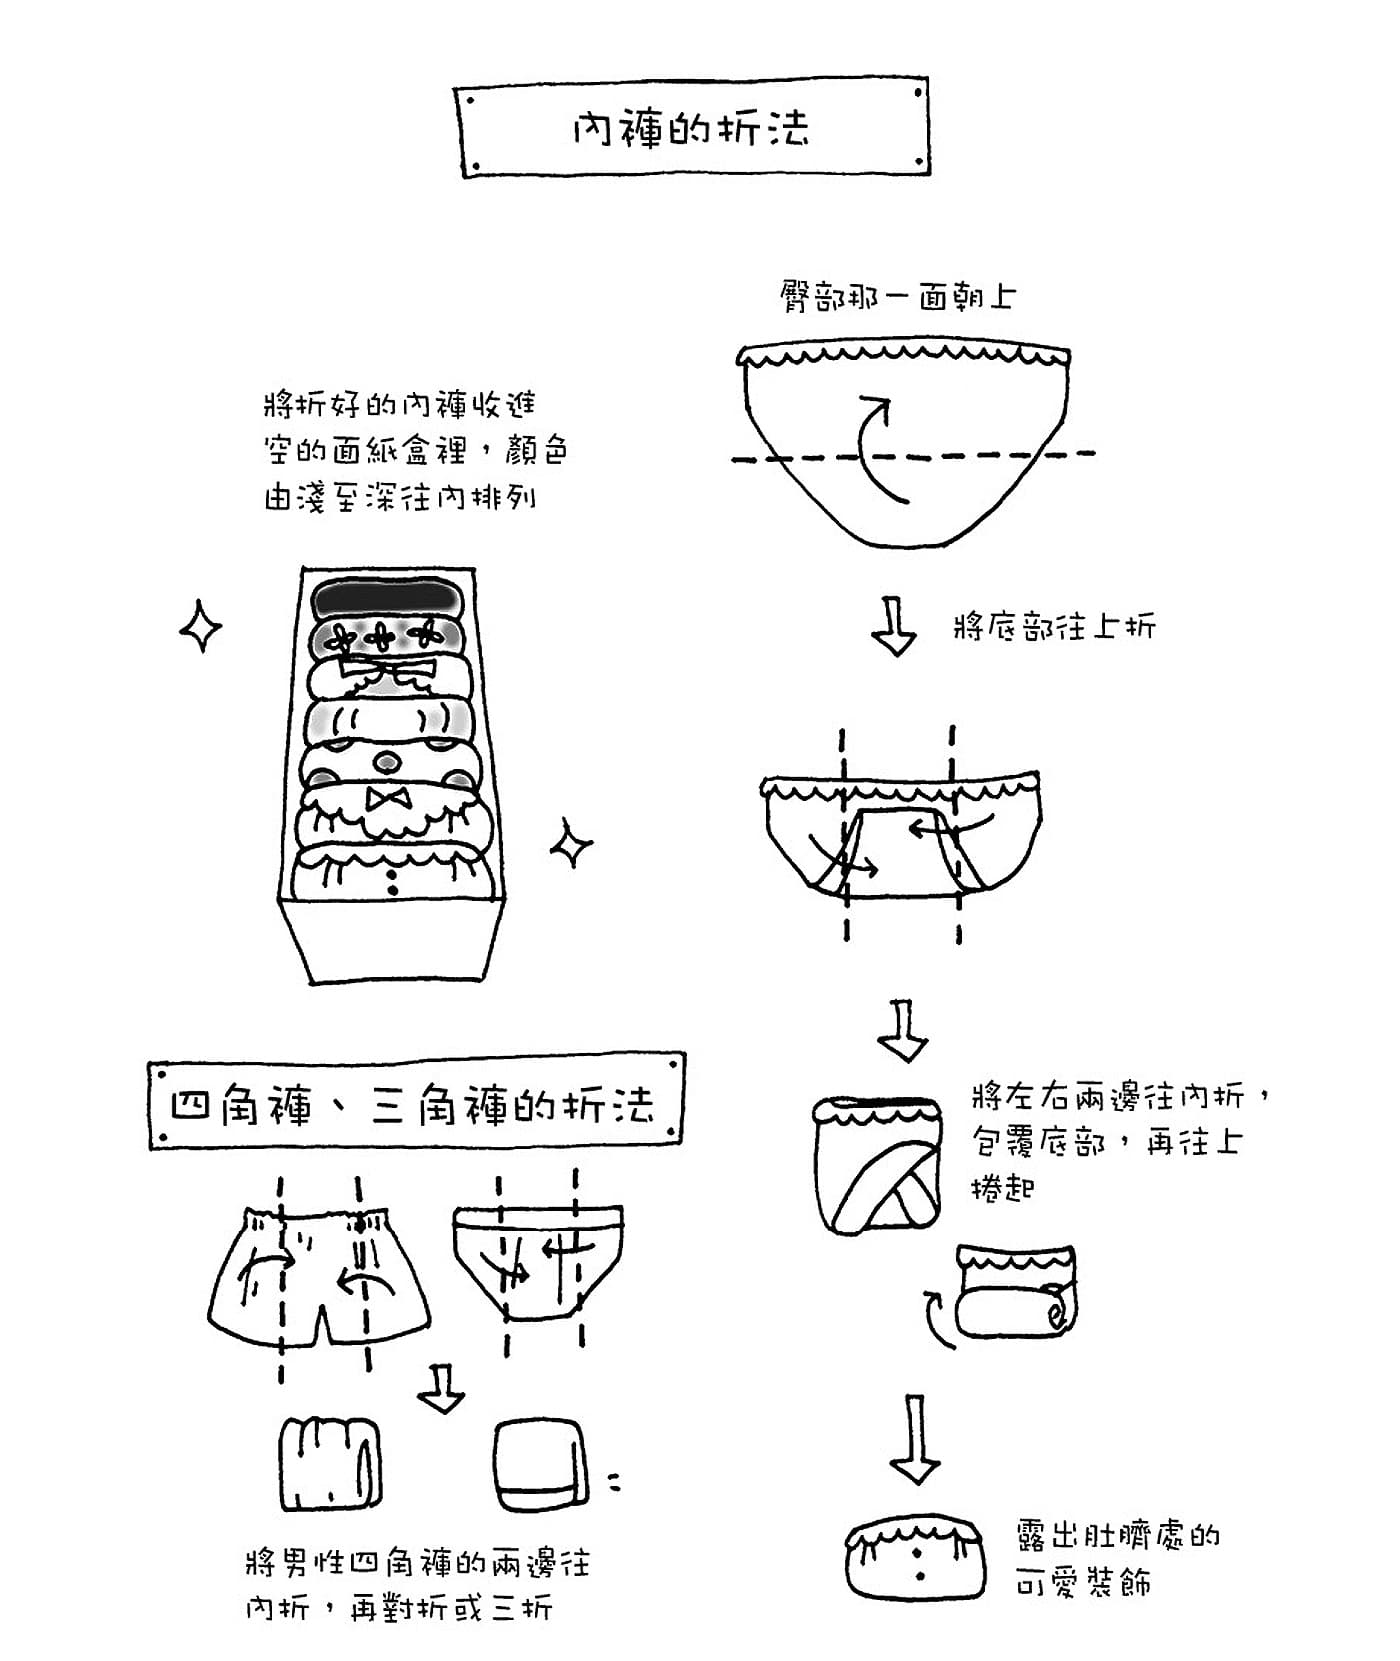 內褲的折法
臀部那一面朝上
將折好的內褲收進
空的面紙盒裡，顏色
由淺至深往內排列
將底部往上折
將左右兩邊往內折，
包覆底部，再往上
捲起
露出肚臍處的
可愛裝飾
四角褲、三角褲的折法
將男性四角褲的兩邊往
內折，再對折或三折